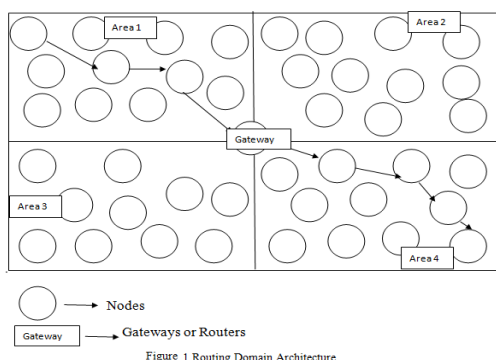 Area 1
Area 2
Gateway
Area 3
Area 4
Nodes
Gateway
Gateways or Routers
Figure 1 Routing Domain Architecture